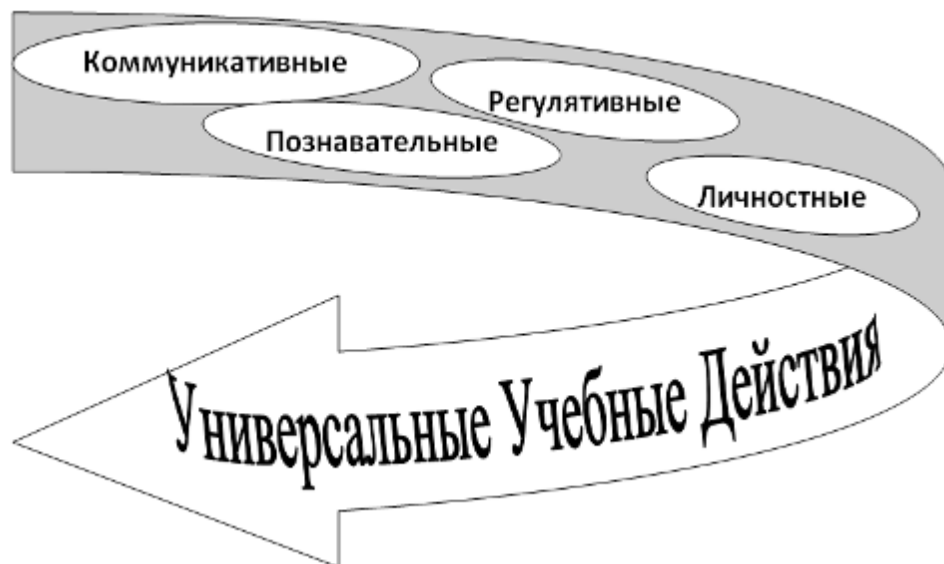 Коммуникативные
Регулятивные
Познавательные
Личностные
Универсальные Учебные Действия